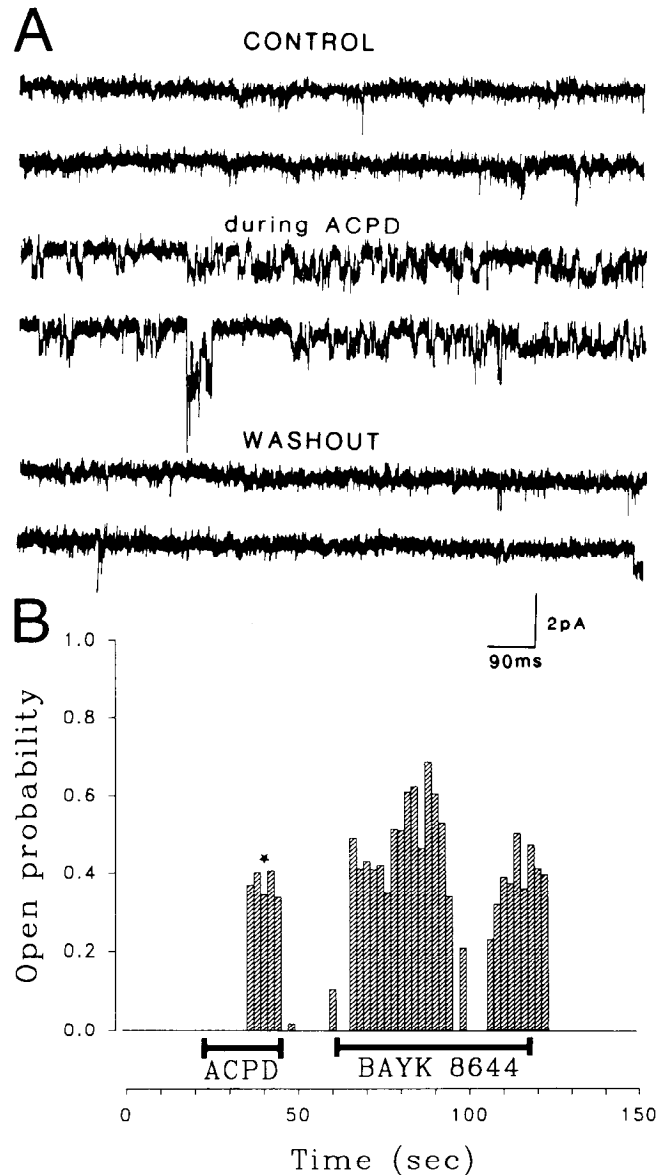 A
CONTROL
during ACPD
WASHOUT
2pA
90ms
B
1.0
0.8
0.6
0.4
0.2
0.0
Open probability
ACPD
BAYK 8644
0
50
100
150
Time (sec)